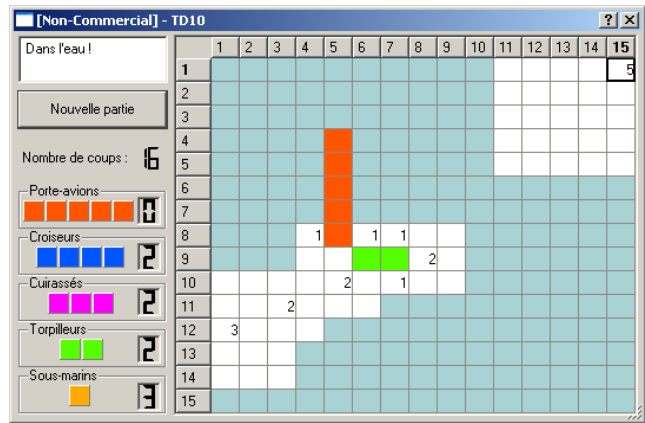 [Non-Commercial] - TD10
Dans l'eau !
Nouvelle partie
Nombre de coups : 16
Porte-avions 0
Croiseurs 2
Cuirassés 2
Torpilleurs 2
Sous-marins 3
1 2 3 4 5 6 7 8 9 10 11 12 13 14 15
1 5
2
3
4
5
6
7
8 1 1 1
9 2
10 2 1
11 2
12 3
13
14
15